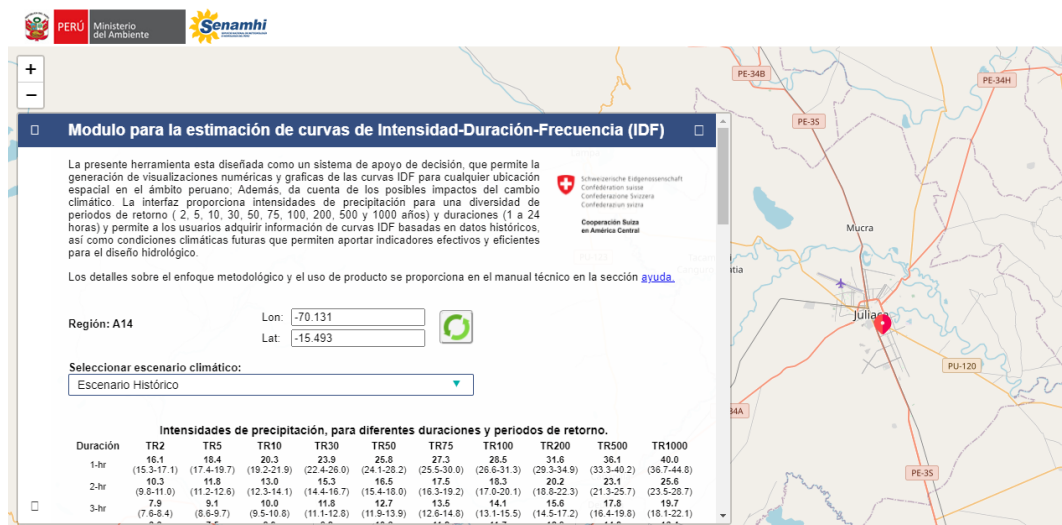 PERÚ
Ministerio
del Ambiente
Senamhi
+
−
Modulo para la estimación de curvas de Intensidad-Duración-Frecuencia (IDF)
La presente herramienta esta diseñada como un sistema de apoyo de decisión, que permite la
generación de visualizaciones numéricas y graficas de las curvas IDF para cualquier ubicación
espacial en el ámbito peruano; Además, da cuenta de los posibles impactos del cambio
climático. La interfaz proporciona intensidades de precipitación para una diversidad de
periodos de retorno ( 2, 5, 10, 30, 50, 75, 100, 200, 500 y 1000 años) y duraciones (1 a 24
horas) y permite a los usuarios adquirir información de curvas IDF basadas en datos históricos,
así como condiciones climáticas futuras que permiten aportar indicadores efectivos y eficientes
para el diseño hidrológico.
Schweizerische Eidgenossenschaft
Confédération suisse
Confederazione Svizzera
Confederaziun svizra
Cooperación Suiza
en América Central
Los detalles sobre el enfoque metodológico y el uso de producto se proporciona en el manual técnico en la sección ayuda.
Región: A14
Lon: -70.131
Lat: -15.493
Seleccionar escenario climático:
Escenario Histórico
Intensidades de precipitación, para diferentes duraciones y periodos de retorno.
Duración TR2 TR5 TR10 TR30 TR50 TR75 TR100 TR200 TR500 TR1000
1-hr 16.1 18.4 20.3 23.9 25.8 27.3 28.5 31.6 36.1 40.0
(15.3-17.1) (17.4-19.7) (19.2-21.9) (22.4-26.0) (24.1-28.2) (25.5-30.0) (26.6-31.3) (29.3-34.9) (33.3-40.2) (36.7-44.8)
2-hr 10.3 11.8 13.0 15.3 16.5 17.5 18.3 20.2 23.1 25.6
(9.8-11.0) (11.2-12.6) (12.3-14.1) (14.4-16.7) (15.4-18.0) (16.3-19.2) (17.0-20.1) (18.8-22.3) (21.3-25.7) (23.5-28.7)
3-hr 7.9 9.1 10.0 11.8 12.7 13.5 14.1 15.6 17.8 19.7
(7.6-8.4) (8.6-9.7) (9.5-10.8) (11.1-12.8) (11.9-13.9) (12.6-14.8) (13.1-15.5) (14.5-17.2) (16.4-19.8) (18.1-22.1)
PE-34B
PE-34H
PE-3S
Mucra
Juliaca
PU-120
34A
PE-3S